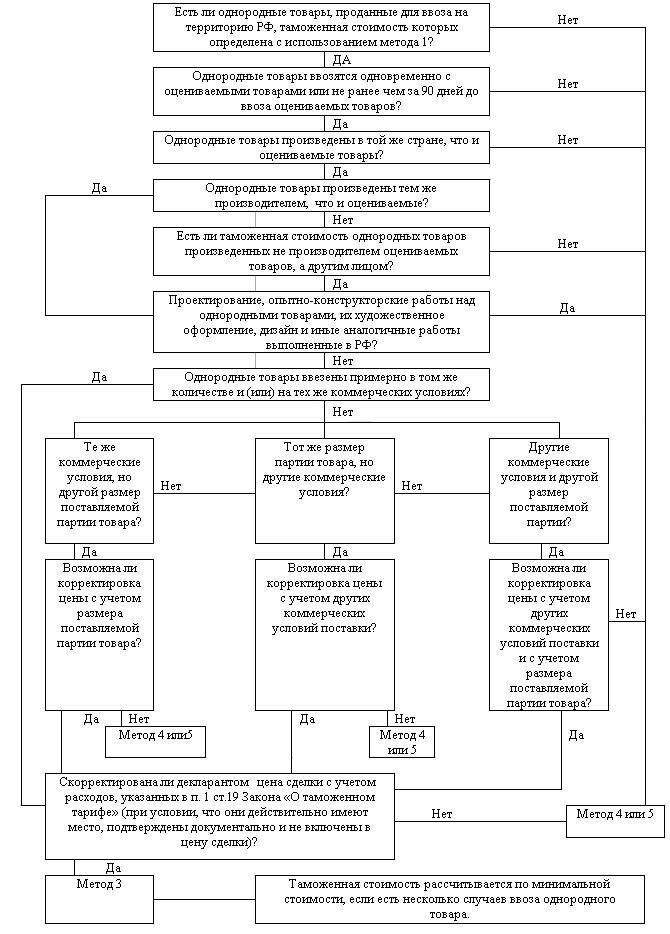 Есть ли однородные товары, проданные для ввоза на
территорию РФ, таможенная стоимость которых
определена с использованием метода 1?
Нет
ДА
Однородные товары ввозятся одновременно с
оцениваемыми товарами или не ранее чем за 90 дней до
ввоза оцениваемых товаров?
Нет
Да
Однородные товары произведены в той же стране, что и
оцениваемые товары?
Нет
Да
Да
Однородные товары произведены тем же
производителем, что и оцениваемые?
Нет
Есть ли таможенная стоимость однородных товаров
произведенных не производителем оцениваемых
товаров, а другим лицом?
Нет
Да
Проектирование, опытно-конструкторские работы над
однородными товарами, их художественное
оформление, дизайн и иные аналогичные работы
выполненные в РФ?
Да
Нет
Да
Однородные товары ввезены примерно в том же
количестве и (или) на тех же коммерческих условиях?
Нет
Те же
коммерческие
условия, но
другой размер
поставляемой
партии товара?
Нет
Тот же размер
партии товара, но
другие коммерческие
условия?
Нет
Другие
коммерческие
условия и другой
размер
поставляемой
партии?
Да
Да
Да
Возможна ли
корректировка
цены с учетом
размера
поставляемой
партии товара?
Возможна ли
корректировка цены
с учетом других
коммерческих
условий поставки?
Возможна ли
корректировка
цены с учетом
других
коммерческих
условий поставки
и с учетом
размера
поставляемой
партии товара?
Нет
Да
Нет
Да
Нет
Да
Метод 4 или5
Метод 4
или 5
Скорректирована ли декларантом цена сделки с учетом
расходов, указанных в п. 1 ст.19 Закона «О таможенном
тарифе» (при условии, что они действительно имеют
место, подтверждены документально и не включены в
цену сделки)?
Нет
Метод 4 или 5
Да
Метод 3
Таможенная стоимость рассчитывается по минимальной
стоимости, если есть несколько случаев ввоза однородного
товара.